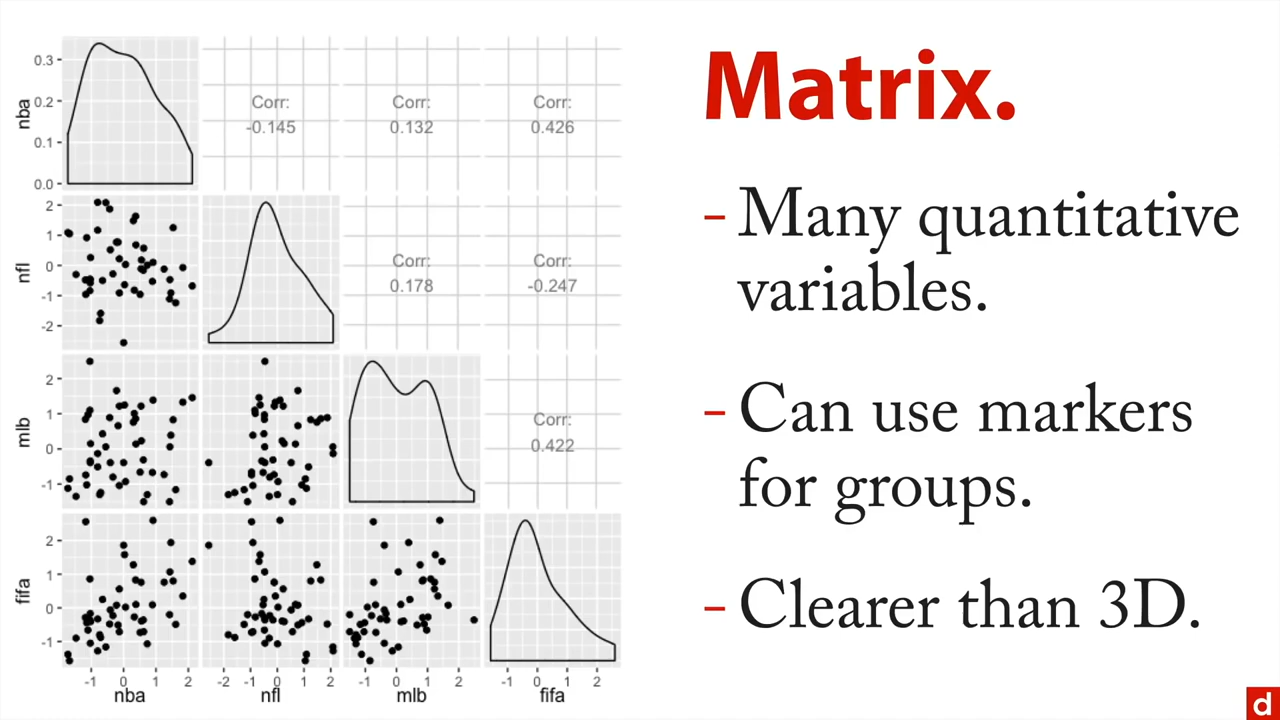 Matrix.
- Many quantitative
variables.
- Can use markers
for groups.
- Clearer than 3D.
nba
0.3
0.2
0.1
0.0
Corr:
-0.145
Corr:
0.132
Corr:
0.426
nfl
2
1
0
-1
-2
Corr:
0.178
Corr:
-0.247
mlb
2
1
0
-1
Corr:
0.422
fifa
2
1
0
-1
-1 0 1 2
-2 -1 0 1 2
-1 0 1 2
-1 0 1 2
nba
nfl
mlb
fifa
d